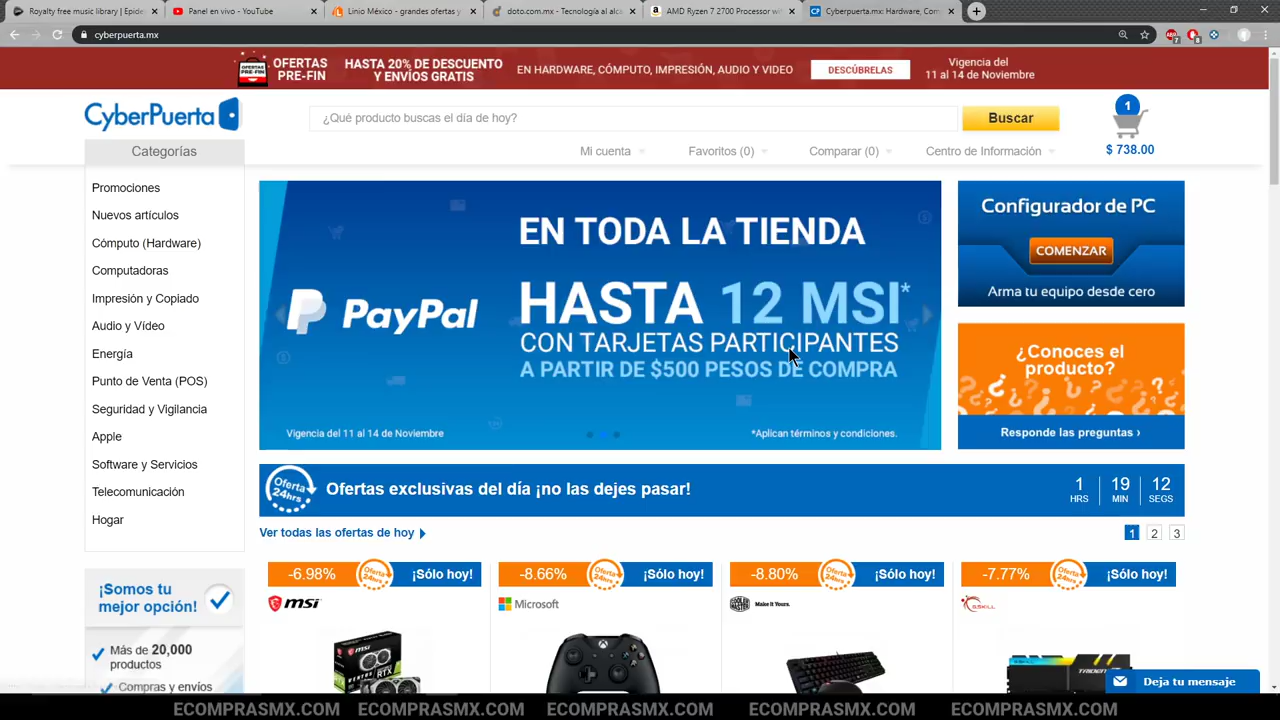 Royalty free music library | Epide
Panel en vivo - YouTube
Linio México - grandes ofertas y
doto.com.mx - Tecnología al alc
AMD Ryzen 7 2700 Processor wi
Cyberpuerta.mx: Hardware, Com
cyberpuerta.mx
OFERTAS
PRE-FIN
HASTA 20% DE DESCUENTO
Y ENVÍOS GRATIS
EN HARDWARE, CÓMPUTO, IMPRESIÓN, AUDIO Y VIDEO
DESCÚBRELAS
Vigencia del
11 al 14 de Noviembre
CyberPuerta
¿Qué producto buscas el día de hoy?
Buscar
1
$ 738.00
Categorías
Mi cuenta
Favoritos (0)
Comparar (0)
Centro de Información
Promociones
Nuevos artículos
Cómputo (Hardware)
Computadoras
Impresión y Copiado
Audio y Vídeo
Energía
Punto de Venta (POS)
Seguridad y Vigilancia
Apple
Software y Servicios
Telecomunicación
Hogar
PayPal
EN TODA LA TIENDA
HASTA 12 MSI*
CON TARJETAS PARTICIPANTES
A PARTIR DE $500 PESOS DE COMPRA
Vigencia del 11 al 14 de Noviembre
*Aplican términos y condiciones.
Configurador de PC
COMENZAR
Arma tu equipo desde cero
¿Conoces el
producto?
Responde las preguntas ›
Oferta
24hrs
Ofertas exclusivas del día ¡no las dejes pasar!
1 19 12
HRS MIN SEGS
Ver todas las ofertas de hoy
1 2 3
-6.98% Oferta 24hrs ¡Sólo hoy!
-8.66% Oferta 24hrs ¡Sólo hoy!
-8.80% Oferta 24hrs ¡Sólo hoy!
-7.77% Oferta 24hrs ¡Sólo hoy!
msi
Microsoft
Make It Yours.
G.SKILL
¡Somos tu
mejor opción!
Más de 20,000
productos
Compras y envíos
Deja tu mensaje
ECOMPRASMX.COM ECOMPRASMX.COM ECOMPRASMX.COM ECOMPRASMX.COM ECOMPRASMX.COM